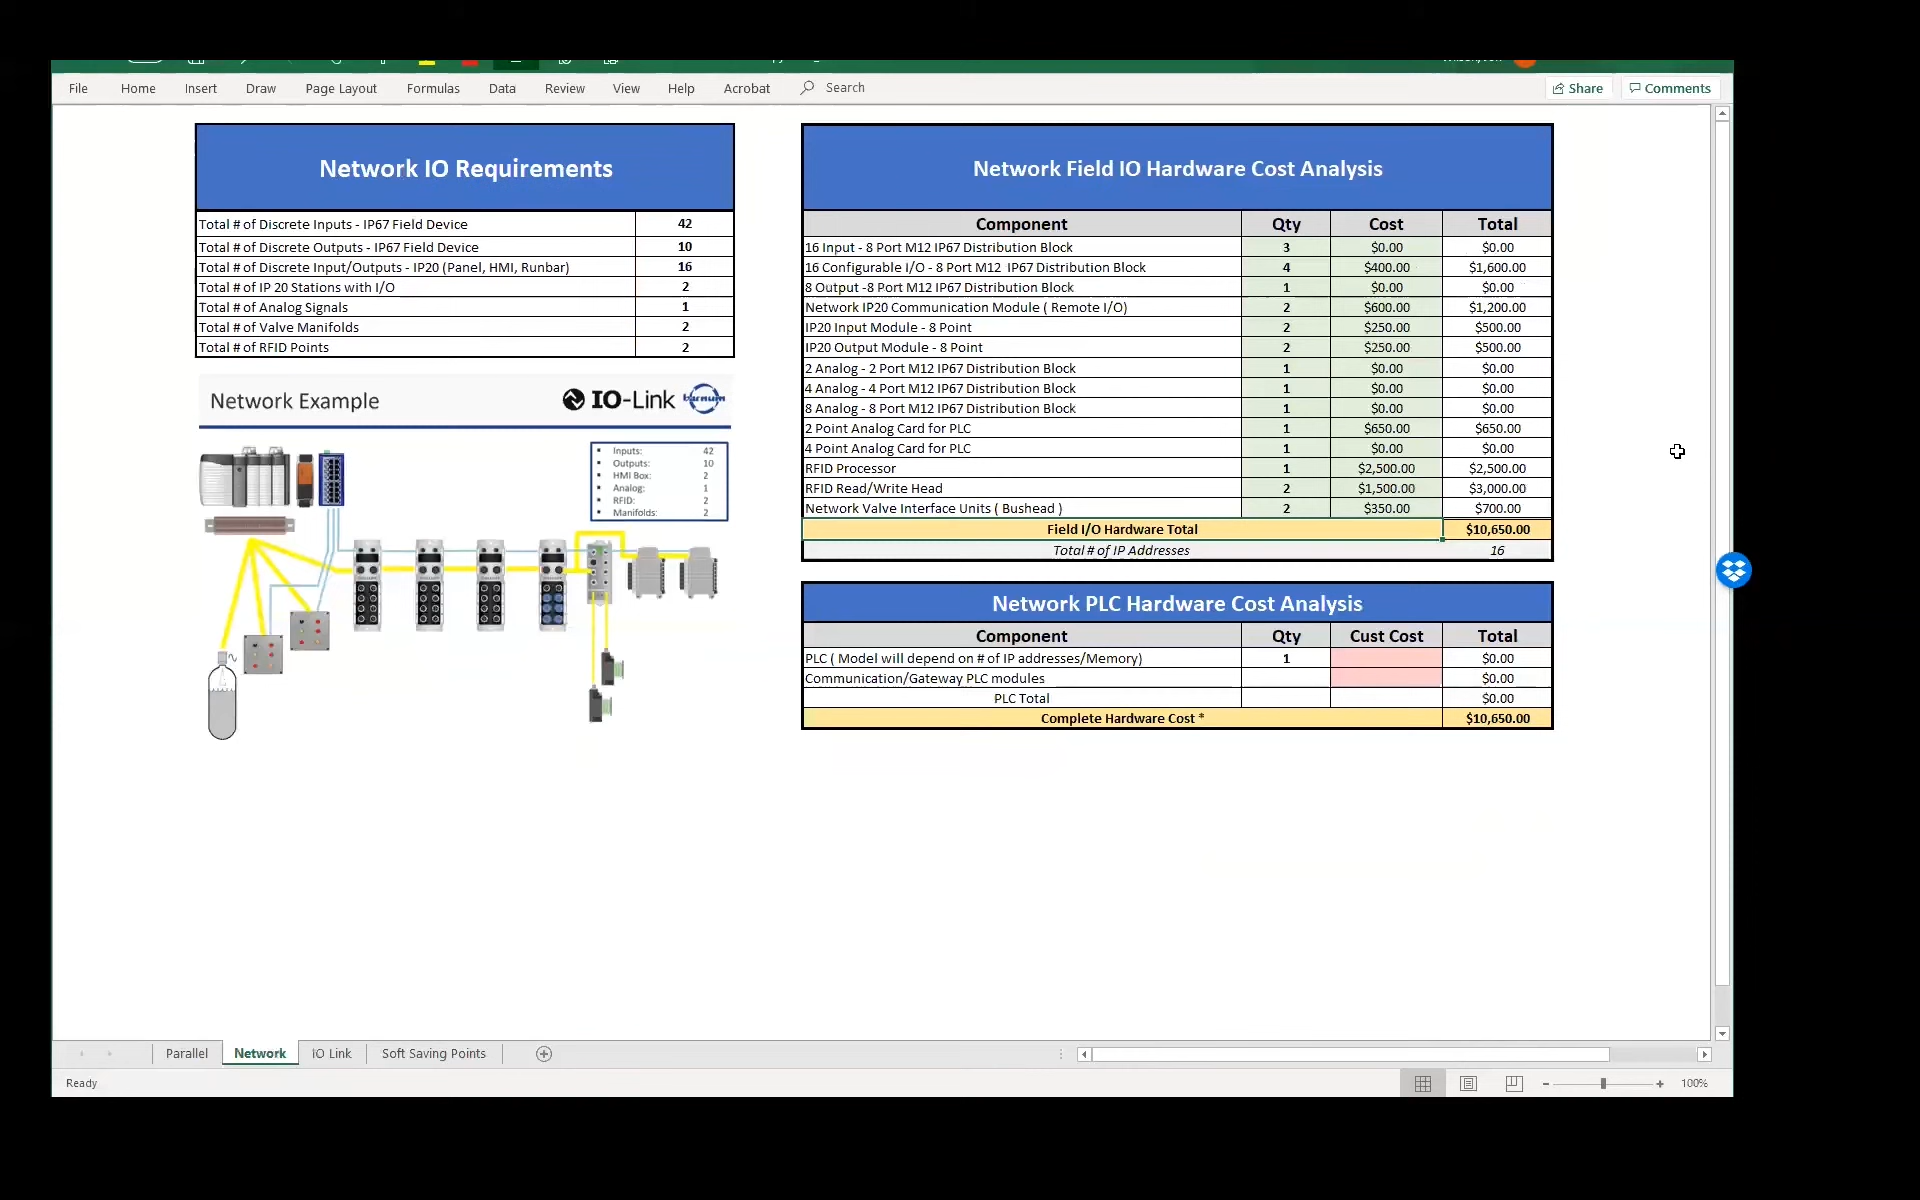 File Home Insert Draw Page Layout Formulas Data Review View Help Acrobat Search Share Comments
Network IO Requirements
Total # of Discrete Inputs - IP67 Field Device 42
Total # of Discrete Outputs - IP67 Field Device 10
Total # of Discrete Input/Outputs - IP20 (Panel, HMI, Runbar) 16
Total # of IP 20 Stations with I/O 2
Total # of Analog Signals 1
Total # of Valve Manifolds 2
Total # of RFID Points 2
Network Example IO-Link
Inputs: 42
Outputs: 10
HMI Box: 2
Analog: 1
RFID: 2
Manifolds: 2
Network Field IO Hardware Cost Analysis
Component Qty Cost Total
16 Input - 8 Port M12 IP67 Distribution Block 3 $0.00 $0.00
16 Configurable I/O - 8 Port M12 IP67 Distribution Block 4 $400.00 $1,600.00
8 Output -8 Port M12 IP67 Distribution Block 1 $0.00 $0.00
Network IP20 Communication Module ( Remote I/O) 2 $600.00 $1,200.00
IP20 Input Module - 8 Point 2 $250.00 $500.00
IP20 Output Module - 8 Point 2 $250.00 $500.00
2 Analog - 2 Port M12 IP67 Distribution Block 1 $0.00 $0.00
4 Analog - 4 Port M12 IP67 Distribution Block 1 $0.00 $0.00
8 Analog - 8 Port M12 IP67 Distribution Block 1 $0.00 $0.00
2 Point Analog Card for PLC 1 $650.00 $650.00
4 Point Analog Card for PLC 1 $0.00 $0.00
RFID Processor 1 $2,500.00 $2,500.00
RFID Read/Write Head 2 $1,500.00 $3,000.00
Network Valve Interface Units ( Bushead ) 2 $350.00 $700.00
Field I/O Hardware Total $10,650.00
Total # of IP Addresses 16
Network PLC Hardware Cost Analysis
Component Qty Cust Cost Total
PLC ( Model will depend on # of IP addresses/Memory) 1 $0.00
Communication/Gateway PLC modules $0.00
PLC Total $0.00
Complete Hardware Cost * $10,650.00
Parallel Network IO Link Soft Saving Points
Ready 100%